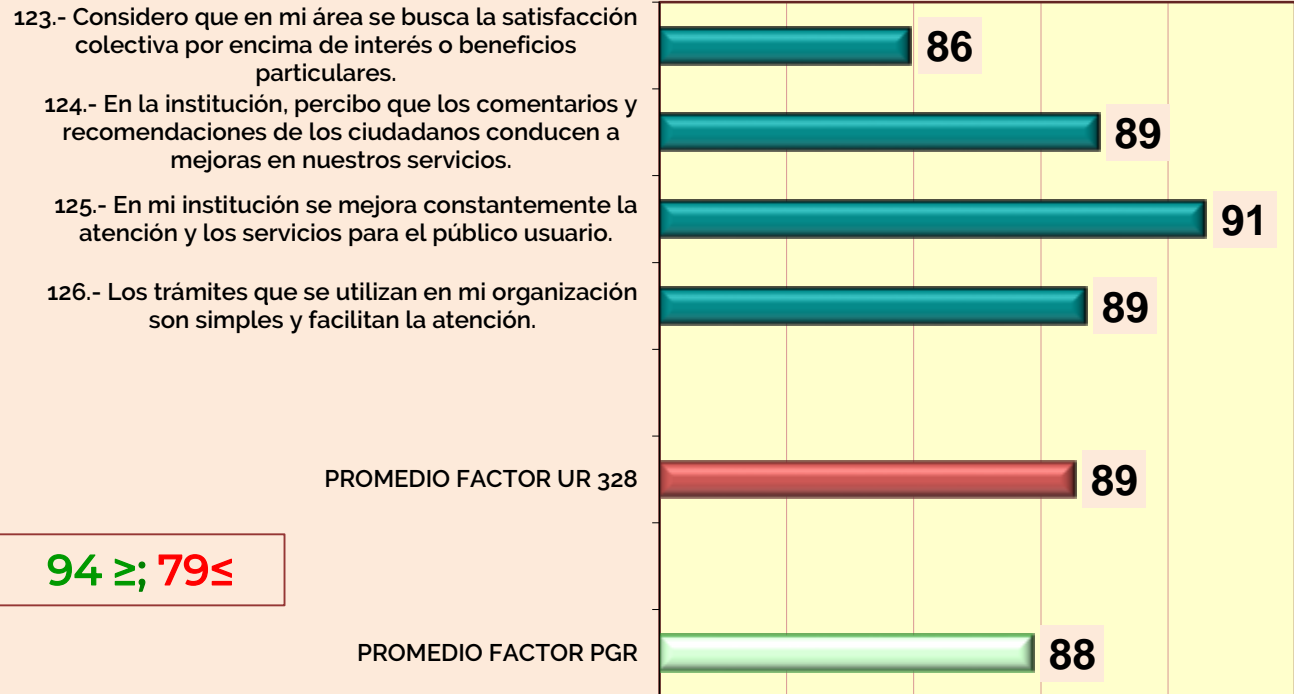 123.- Considero que en mi área se busca la satisfacción
colectiva por encima de interés o beneficios
particulares.
86
124.- En la institución, percibo que los comentarios y
recomendaciones de los ciudadanos conducen a
mejoras en nuestros servicios.
89
125.- En mi institución se mejora constantemente la
atención y los servicios para el público usuario.
91
126.- Los trámites que se utilizan en mi organización
son simples y facilitan la atención.
89
PROMEDIO FACTOR UR 328
89
94 ≥; 79≤
PROMEDIO FACTOR PGR
88